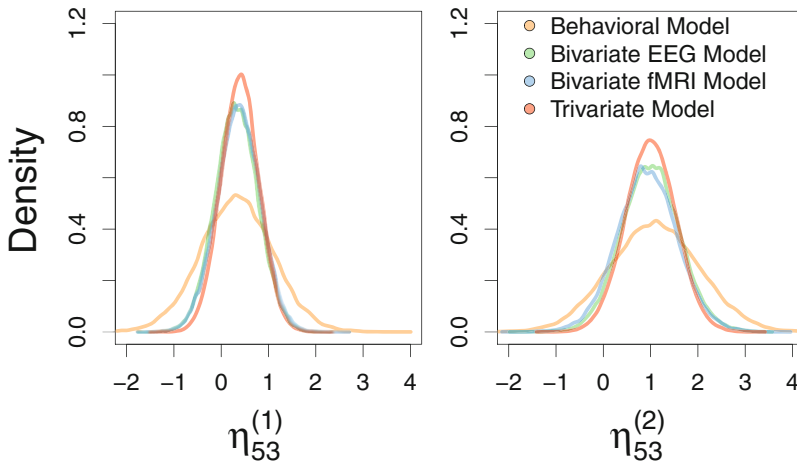 Density
0.0 0.4 0.8 1.2
−2 −1 0 1 2 3 4
η53(1)
0.0 0.4 0.8 1.2
−2 −1 0 1 2 3 4
η53(2)
Behavioral Model
Bivariate EEG Model
Bivariate fMRI Model
Trivariate Model